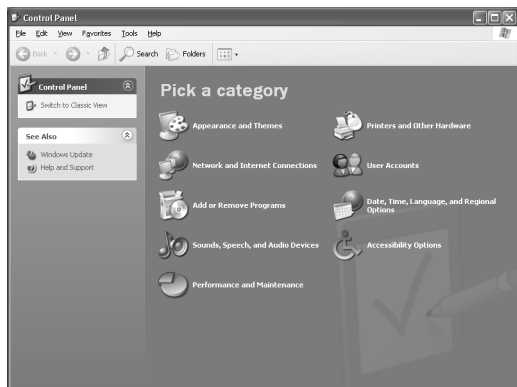 Control Panel
File Edit View Favorites Tools Help
Back Search Folders
Control Panel
Switch to Classic View
See Also
Windows Update
Help and Support
Pick a category
Appearance and Themes
Printers and Other Hardware
Network and Internet Connections
User Accounts
Add or Remove Programs
Date, Time, Language, and Regional
Options
Sounds, Speech, and Audio Devices
Accessibility Options
Performance and Maintenance